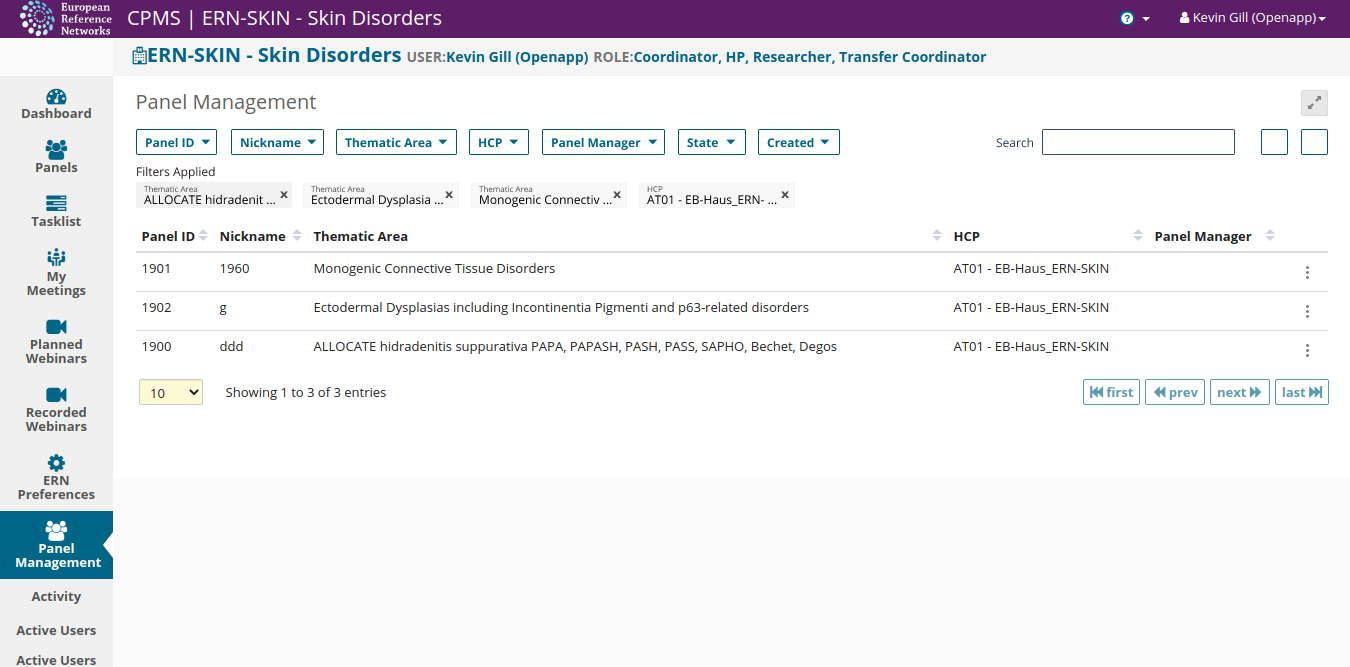 European
Reference
Networks
CPMS | ERN-SKIN - Skin Disorders
?
Kevin Gill (Openapp)
ERN-SKIN - Skin Disorders USER:Kevin Gill (Openapp) ROLE:Coordinator, HP, Researcher, Transfer Coordinator
Dashboard
Panels
Tasklist
My
Meetings
Planned
Webinars
Recorded
Webinars
ERN
Preferences
Panel
Management
Activity
Active Users
Active Users
Panel Management
Panel ID Nickname Thematic Area HCP Panel Manager State Created Search
Filters Applied
Thematic Area Thematic Area Thematic Area HCP
ALLOCATE hidradenit ... x Ectodermal Dysplasia ... x Monogenic Connectiv ... x AT01 - EB-Haus_ERN- ... x
Panel ID Nickname Thematic Area HCP Panel Manager
1901 1960 Monogenic Connective Tissue Disorders AT01 - EB-Haus_ERN-SKIN
1902 g Ectodermal Dysplasias including Incontinentia Pigmenti and p63-related disorders AT01 - EB-Haus_ERN-SKIN
1900 ddd ALLOCATE hidradenitis suppurativa PAPA, PAPASH, PASH, PASS, SAPHO, Bechet, Degos AT01 - EB-Haus_ERN-SKIN
10 Showing 1 to 3 of 3 entries first prev next last